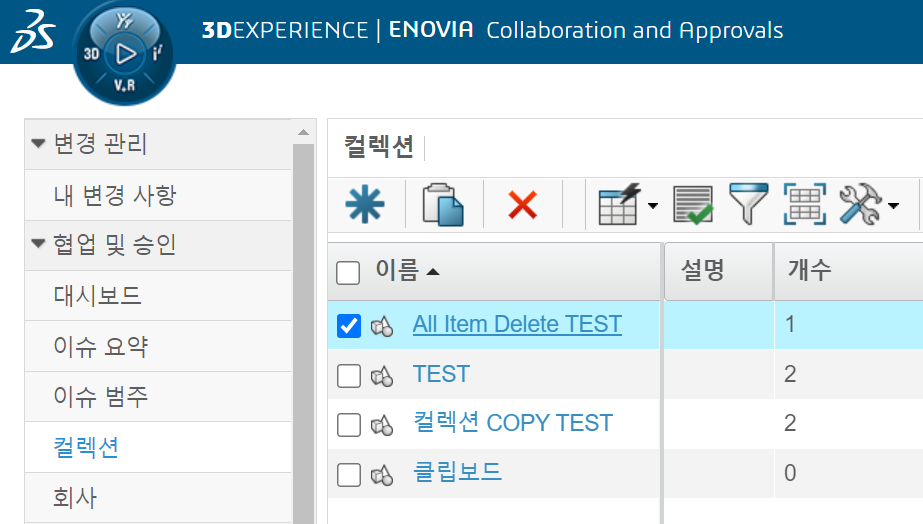 3DEXPERIENCE | ENOVIA Collaboration and Approvals
3D
V.R
변경 관리
내 변경 사항
협업 및 승인
대시보드
이슈 요약
이슈 범주
컬렉션
회사
컬렉션
이름 설명 개수
All Item Delete TEST 1
TEST 2
컬렉션 COPY TEST 2
클립보드 0